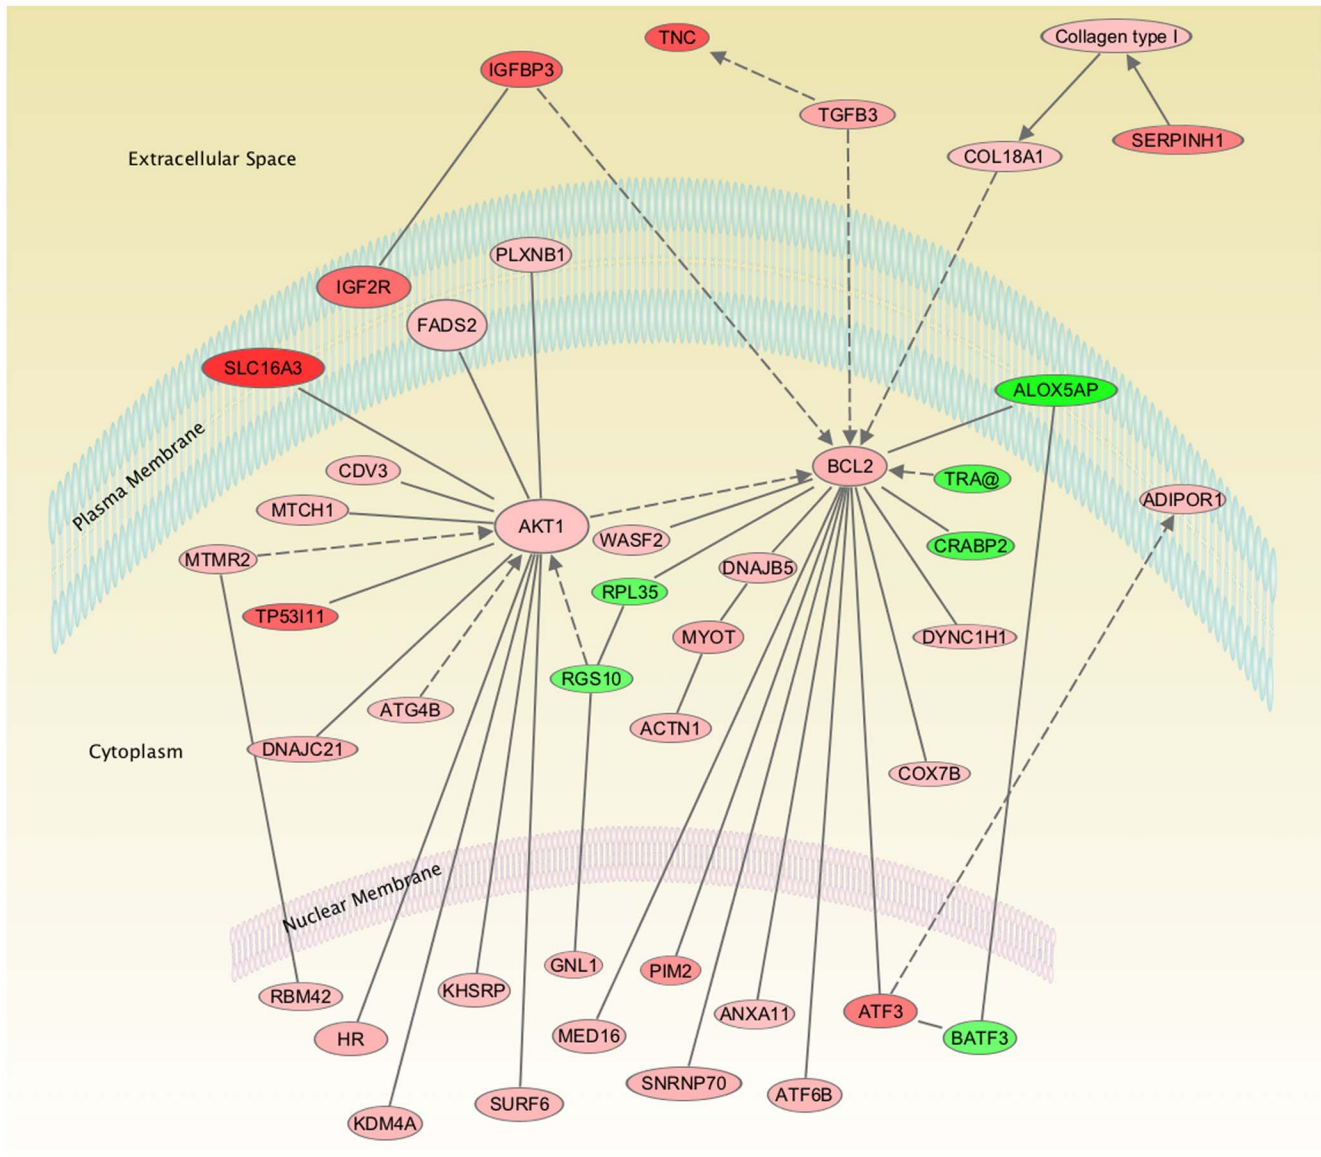 TNC
Collagen type I
IGFBP3
TGFB3
SERPINH1
COL18A1
Extracellular Space
PLXNB1
IGF2R
FADS2
SLC16A3
ALOX5AP
Plasma Membrane
CDV3
BCL2
TRA@
ADIPOR1
MTCH1
AKT1
WASF2
CRABP2
MTMR2
DNAJB5
RPL35
TP53I11
MYOT
DYNC1H1
RGS10
ATG4B
ACTN1
DNAJC21
Cytoplasm
COX7B
Nuclear Membrane
GNL1
PIM2
RBM42
KHSRP
ANXA11
ATF3
HR
MED16
BATF3
SNRNP70
ATF6B
SURF6
KDM4A